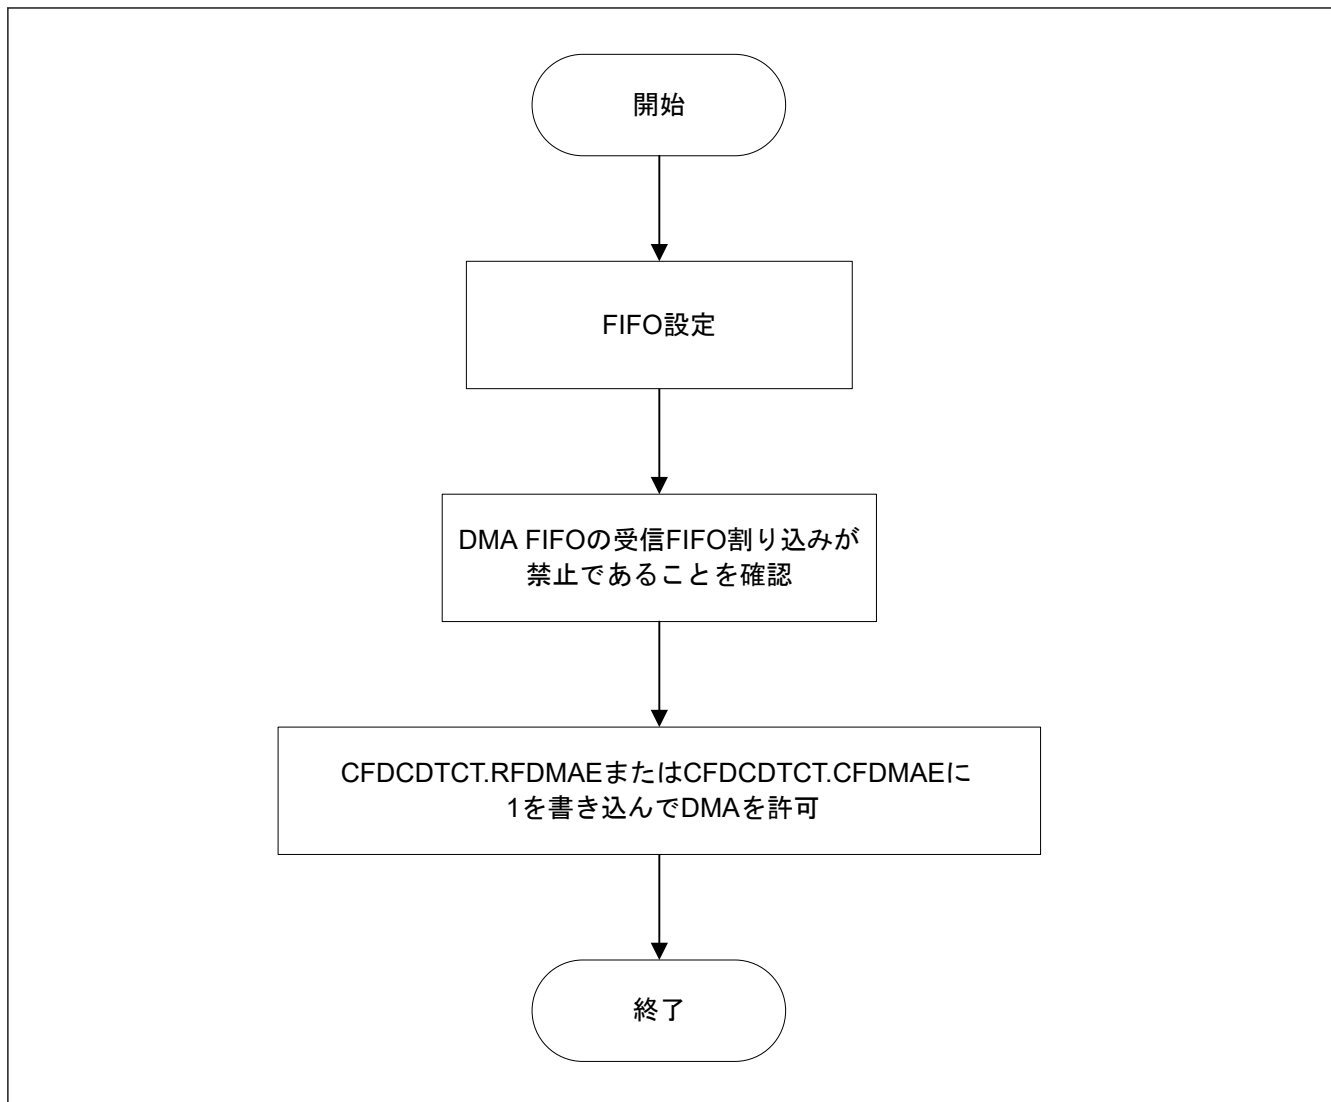 開始
FIFO設定
DMA FIFOの受信FIFO割り込みが
禁止であることを確認
CFDCDTCT.RFDMAEまたはCFDCDTCT.CFDMAEに
1を書き込んでDMAを許可
終了